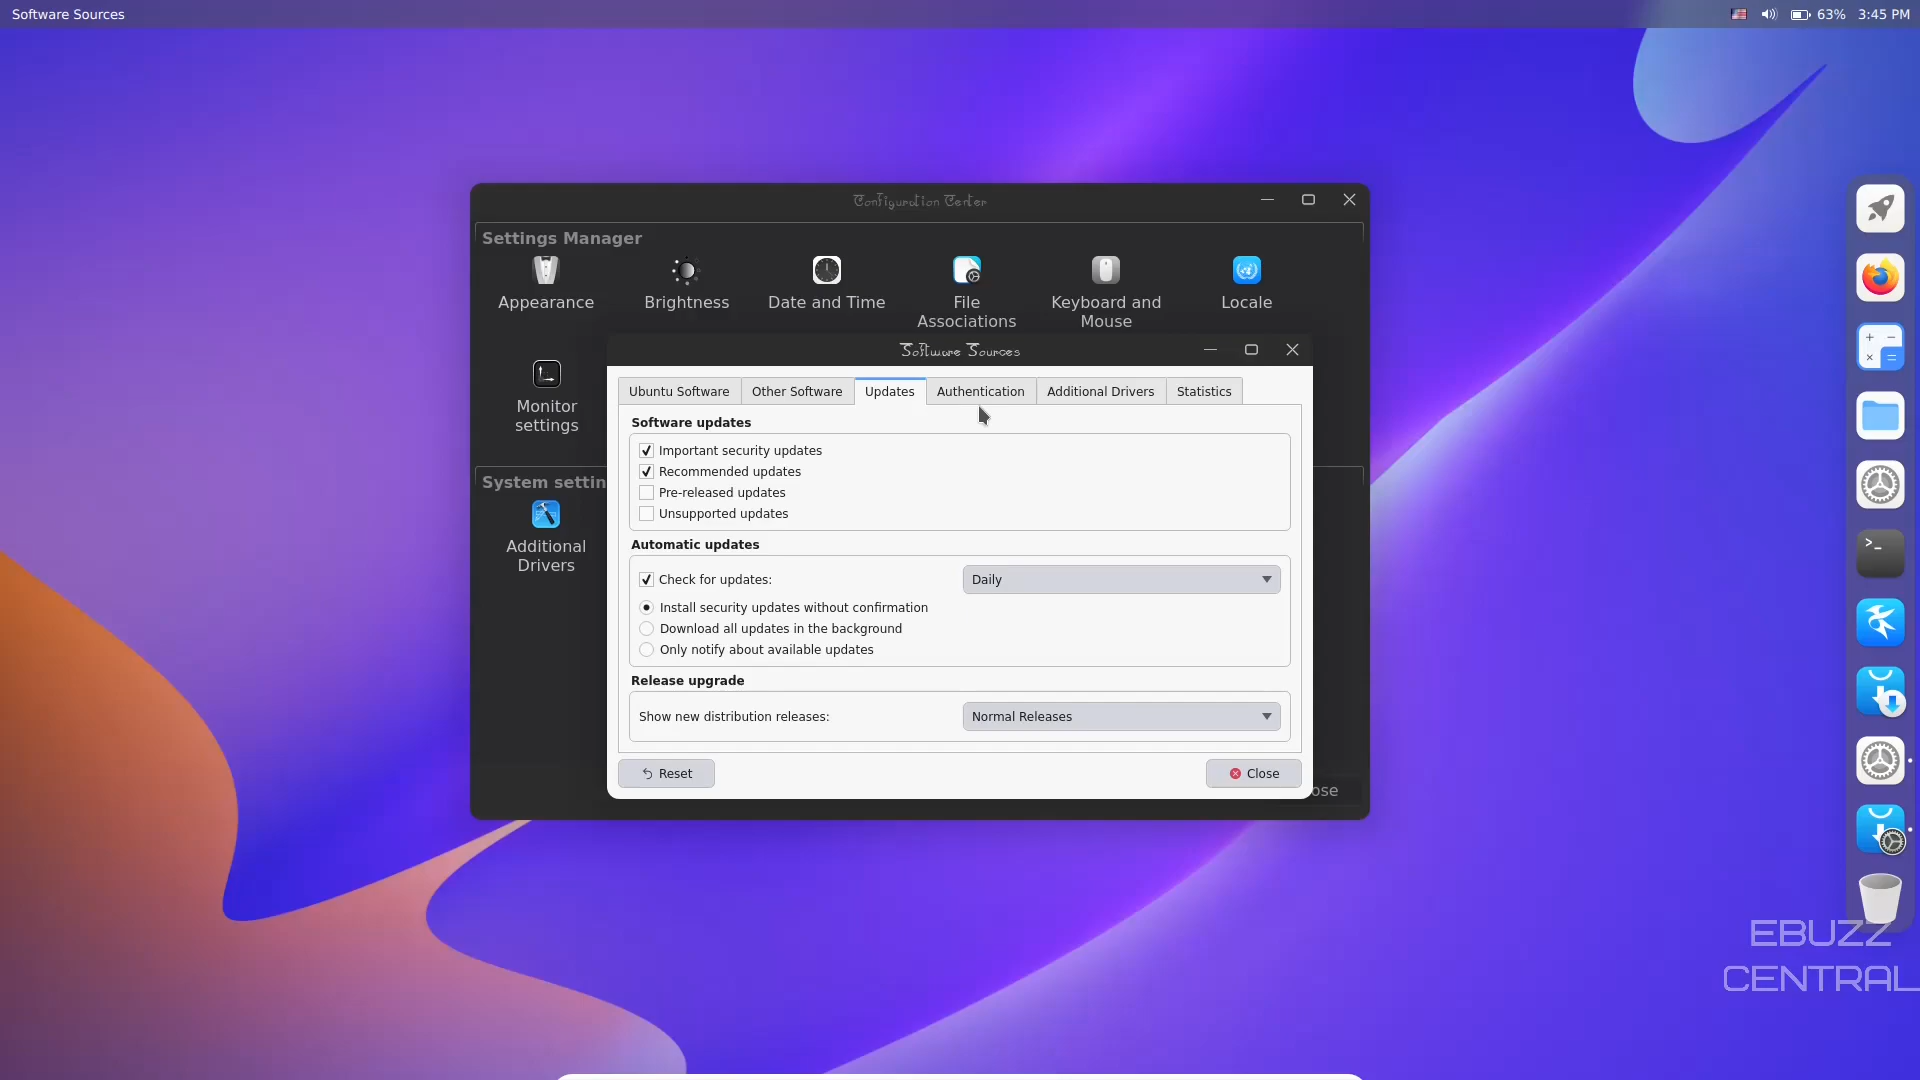 Software Sources
63% 3:45 PM
Configuration Center
Settings Manager
Appearance
Brightness
Date and Time
File
Associations
Keyboard and
Mouse
Locale
Monitor
settings
System settin
Additional
Drivers
Software Sources
Ubuntu Software
Other Software
Updates
Authentication
Additional Drivers
Statistics
Software updates
Important security updates
Recommended updates
Pre-released updates
Unsupported updates
Automatic updates
Check for updates:
Daily
Install security updates without confirmation
Download all updates in the background
Only notify about available updates
Release upgrade
Show new distribution releases:
Normal Releases
Reset
Close
ose
>_
EBUZZ
CENTRAL